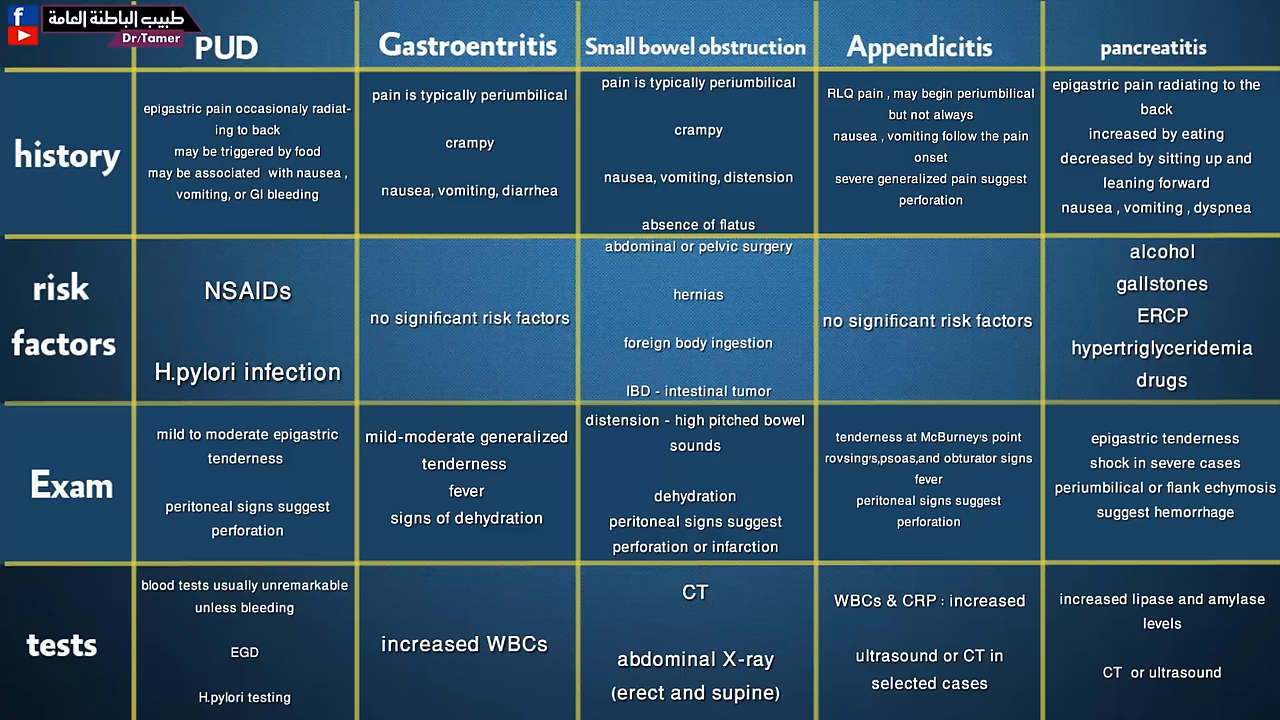 طبيب الباطنة العامة
Dr/Tamer
PUD
Gastroentritis
Small bowel obstruction
Appendicitis
pancreatitis
history
epigastric pain occasionaly radiat-
ing to back
may be triggered by food
may be associated with nausea ,
vomiting, or GI bleeding
pain is typically periumbilical
crampy
nausea, vomiting, diarrhea
pain is typically periumbilical
crampy
nausea, vomiting, distension
absence of flatus
RLQ pain , may begin periumbilical
but not always
nausea , vomiting follow the pain
onset
severe generalized pain suggest
perforation
epigastric pain radiating to the
back
increased by eating
decreased by sitting up and
leaning forward
nausea , vomiting , dyspnea
risk
factors
NSAIDs
H.pylori infection
no significant risk factors
abdominal or pelvic surgery
hernias
foreign body ingestion
IBD - intestinal tumor
no significant risk factors
alcohol
gallstones
ERCP
hypertriglyceridemia
drugs
Exam
mild to moderate epigastric
tenderness
peritoneal signs suggest
perforation
mild-moderate generalized
tenderness
fever
signs of dehydration
distension - high pitched bowel
sounds
dehydration
peritoneal signs suggest
perforation or infarction
tenderness at McBurney's point
rovsing's,psoas,and obturator signs
fever
peritoneal signs suggest
perforation
epigastric tenderness
shock in severe cases
periumbilical or flank echymosis
suggest hemorrhage
tests
blood tests usually unremarkable
unless bleeding
EGD
H.pylori testing
increased WBCs
CT
abdominal X-ray
(erect and supine)
WBCs & CRP : increased
ultrasound or CT in
selected cases
increased lipase and amylase
levels
CT or ultrasound